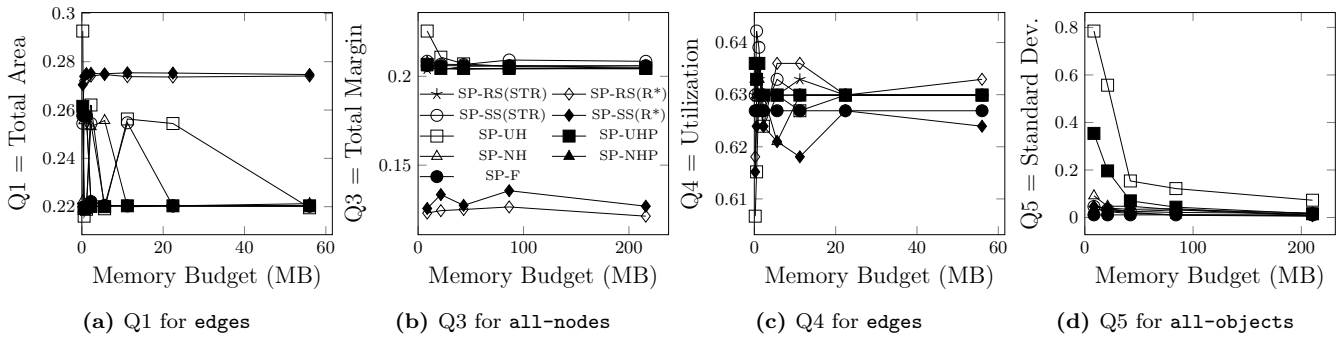 Q1 = Total Area
0.3
0.28
0.26
0.24
0.22
0 20 40 60
Memory Budget (MB)
(a) Q1 for edges
Q3 = Total Margin
0.2
0.15
0 100 200
SP-RS(STR) SP-RS(R*)
SP-SS(STR) SP-SS(R*)
SP-UH SP-UHP
SP-NH SP-NHP
SP-F
Memory Budget (MB)
(b) Q3 for all-nodes
Q4 = Utilization
0.64
0.63
0.62
0.61
0 20 40 60
Memory Budget (MB)
(c) Q4 for edges
Q5 = Standard Dev.
0.8
0.6
0.4
0.2
0
0 100 200
Memory Budget (MB)
(d) Q5 for all-objects